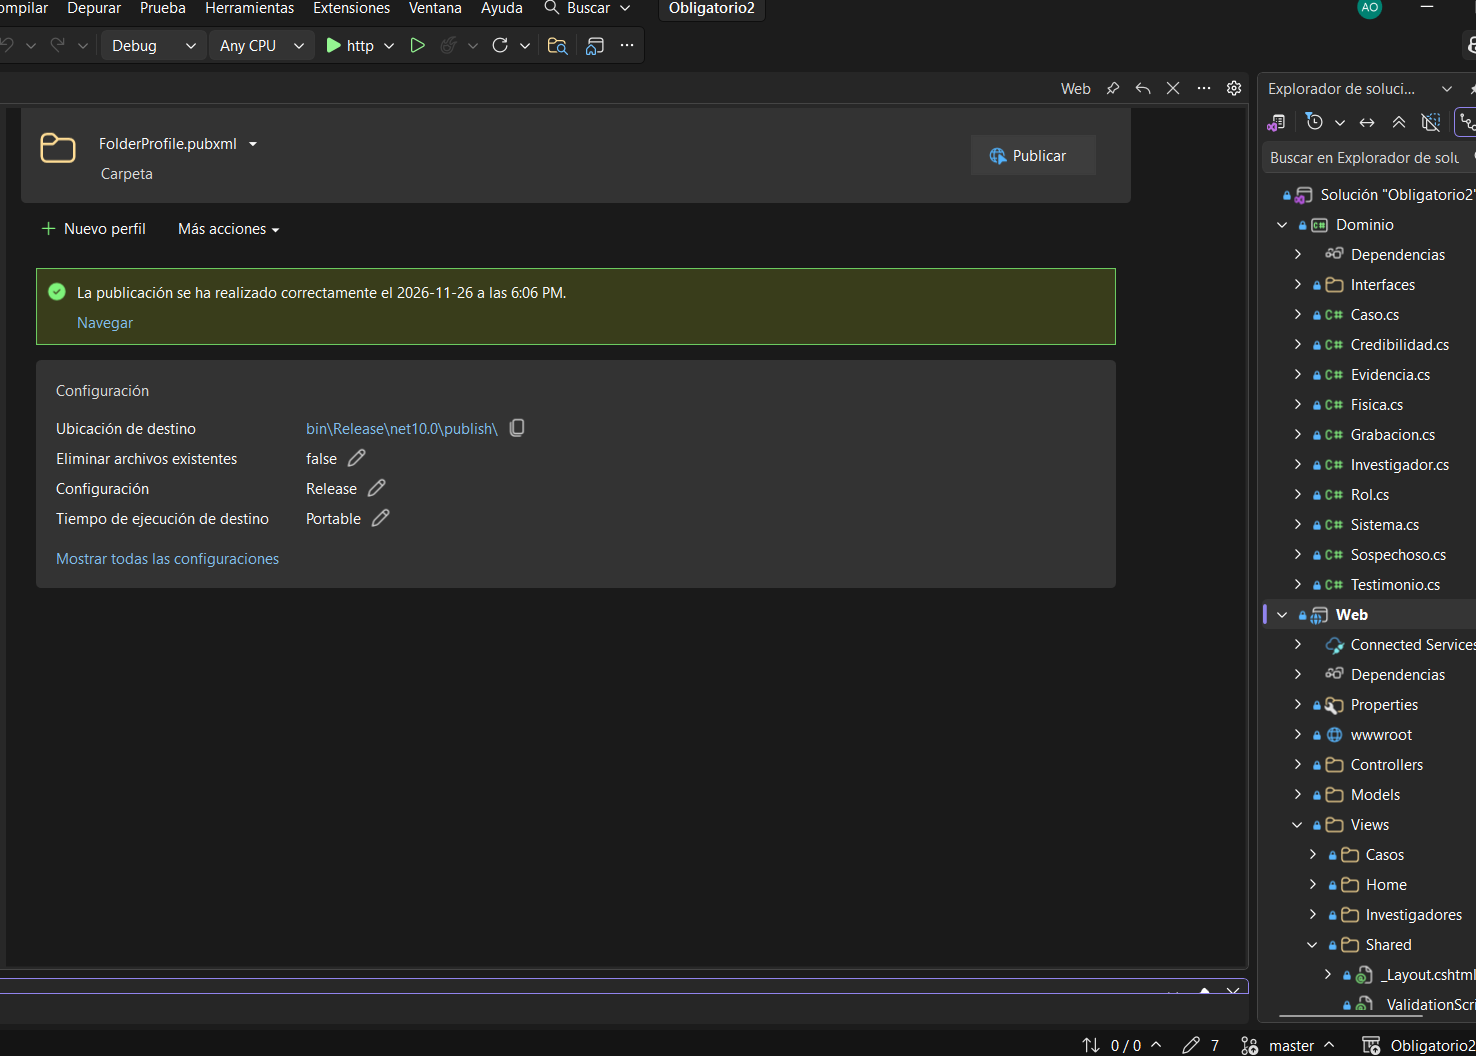 ompilar Depurar Prueba Herramientas Extensiones Ventana Ayuda Buscar Obligatorio2 AO
Debug Any CPU http
Web
FolderProfile.pubxml
Carpeta
Publicar
Nuevo perfil Más acciones
La publicación se ha realizado correctamente el 2026-11-26 a las 6:06 PM.
Navegar
Configuración
Ubicación de destino bin\Release\net10.0\publish\
Eliminar archivos existentes false
Configuración Release
Tiempo de ejecución de destino Portable
Mostrar todas las configuraciones
Explorador de soluci...
Buscar en Explorador de solu
Solución "Obligatorio2"
Dominio
Dependencias
Interfaces
C# Caso.cs
C# Credibilidad.cs
C# Evidencia.cs
C# Fisica.cs
C# Grabacion.cs
C# Investigador.cs
C# Rol.cs
C# Sistema.cs
C# Sospechoso.cs
C# Testimonio.cs
Web
Connected Services
Dependencias
Properties
wwwroot
Controllers
Models
Views
Casos
Home
Investigadores
Shared
_Layout.cshtml
_ValidationScri
0 / 0 7 master Obligatorio2